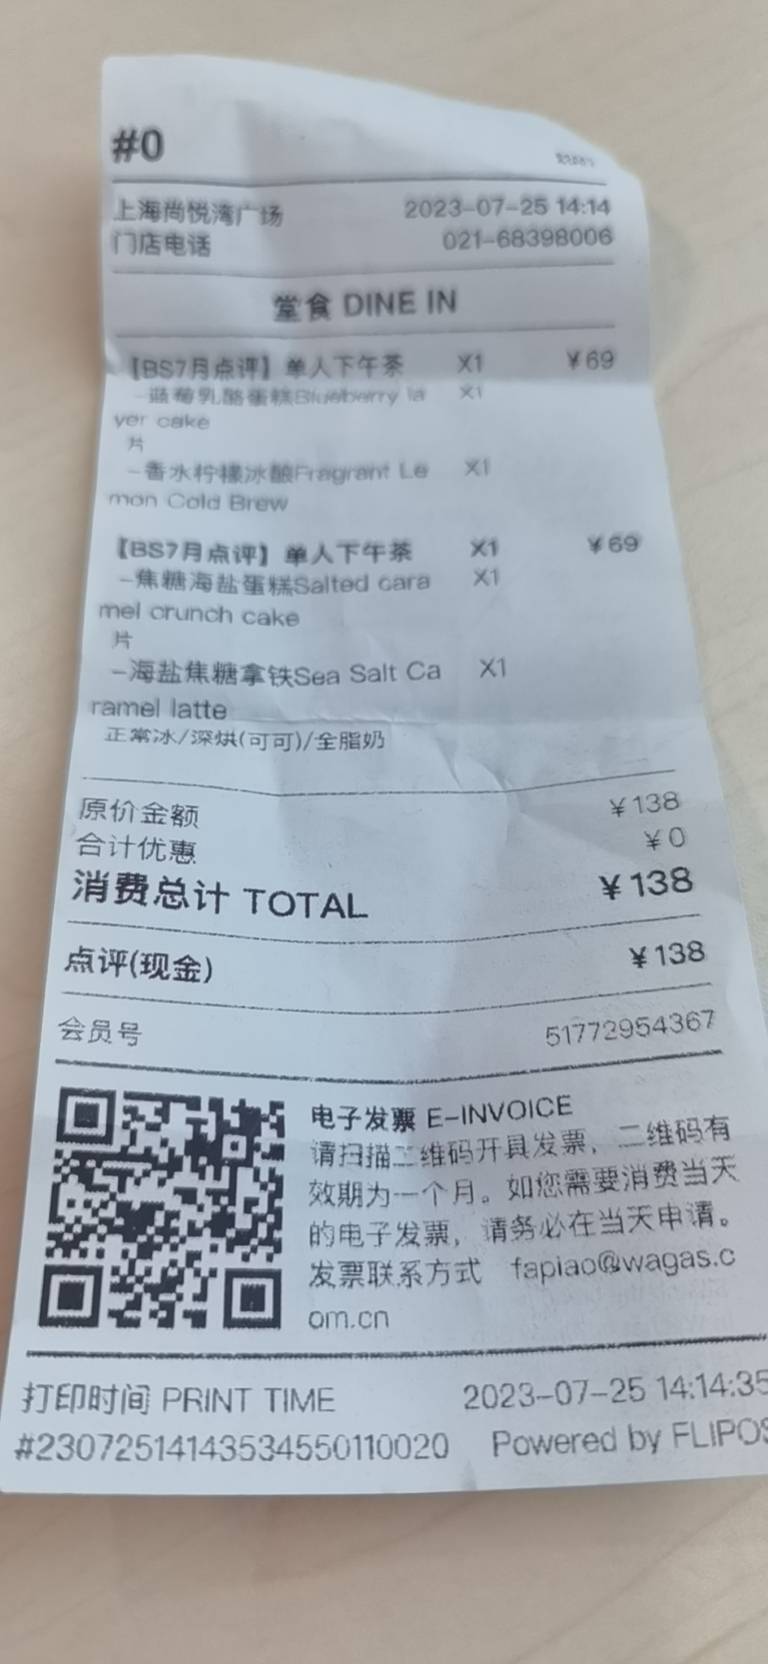 #0
上海尚悦湾广场 2023-07-25 14:14
门店电话 021-68398006
堂食 DINE IN
【BS7月点评】单人下午茶 X1 ¥69
-蓝莓乳酪蛋糕Blueberry la X1
yer cake
片
-香水柠檬冰酿Fragrant Le X1
mon Cold Brew
【BS7月点评】单人下午茶 X1 ¥69
-焦糖海盐蛋糕Salted cara X1
mel crunch cake
片
-海盐焦糖拿铁Sea Salt Ca X1
ramel latte
正常冰/深烘(可可)/全脂奶
原价金额 ¥138
合计优惠 ¥0
消费总计 TOTAL ¥138
点评(现金) ¥138
会员号 51772954367
电子发票 E-INVOICE
请扫描二维码开具发票，二维码有
效期为一个月。如您需要消费当天
的电子发票，请务必在当天申请。
发票联系方式 fapiao@wagas.c
om.cn
打印时间 PRINT TIME 2023-07-25 14:14:35
#23072514143534550110020 Powered by FLIPOS